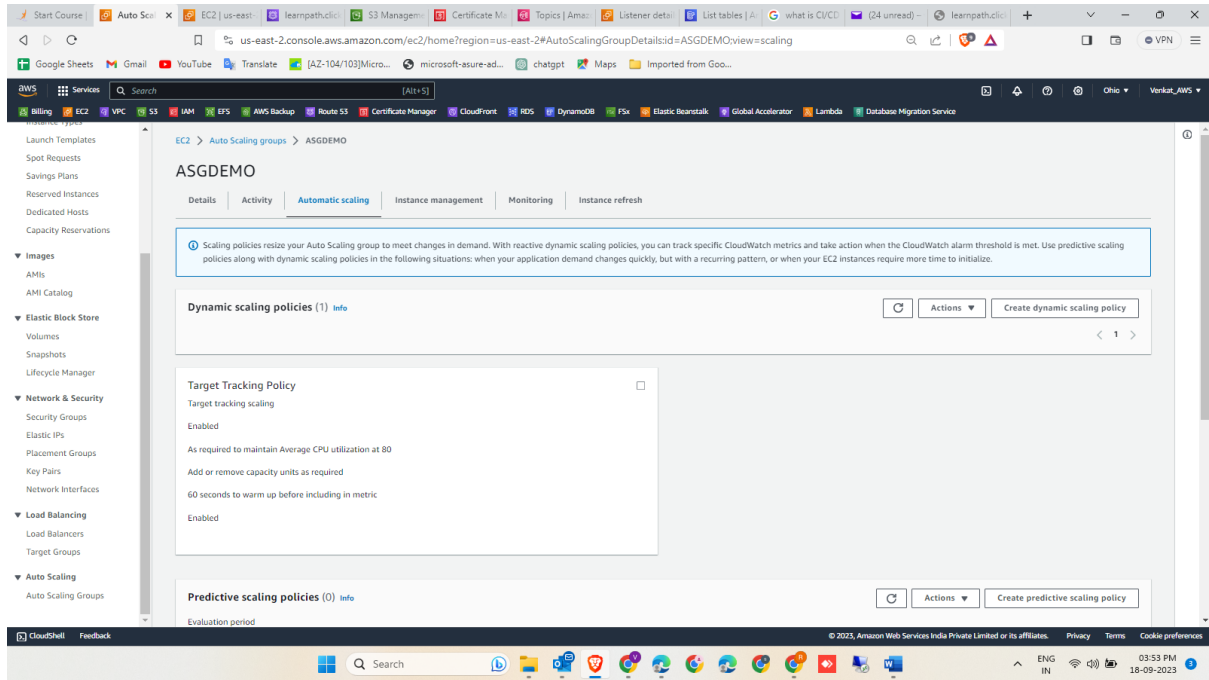 Start Course |
Auto Scal
EC2 | us-east-
learnpath.click
S3 Manageme
Certificate Ma
Topics | Amaz
Listener detail
List tables | A
what is CI/CD
(24 unread) -
learnpath.clic
us-east-2.console.aws.amazon.com/ec2/home?region=us-east-2#AutoScalingGroupDetails:id=ASGDEMO;view=scaling
VPN
Google Sheets
Gmail
YouTube
Translate
[AZ-104/103]Micro...
microsoft-asure-ad...
chatgpt
Maps
Imported from Goo...
aws
Services
Search
[Alt+S]
Ohio
Venkat_AWS
Billing
EC2
VPC
S3
IAM
EFS
AWS Backup
Route 53
Certificate Manager
CloudFront
RDS
DynamoDB
FSx
Elastic Beanstalk
Global Accelerator
Lambda
Database Migration Service
Instance Types
Launch Templates
Spot Requests
Savings Plans
Reserved Instances
Dedicated Hosts
Capacity Reservations
Images
AMIs
AMI Catalog
Elastic Block Store
Volumes
Snapshots
Lifecycle Manager
Network & Security
Security Groups
Elastic IPs
Placement Groups
Key Pairs
Network Interfaces
Load Balancing
Load Balancers
Target Groups
Auto Scaling
Auto Scaling Groups
EC2 > Auto Scaling groups > ASGDEMO
ASGDEMO
Details
Activity
Automatic scaling
Instance management
Monitoring
Instance refresh
Scaling policies resize your Auto Scaling group to meet changes in demand. With reactive dynamic scaling policies, you can track specific CloudWatch metrics and take action when the CloudWatch alarm threshold is met. Use predictive scaling
policies along with dynamic scaling policies in the following situations: when your application demand changes quickly, but with a recurring pattern, or when your EC2 instances require more time to initialize.
Dynamic scaling policies (1) Info
Actions
Create dynamic scaling policy
< 1 >
Target Tracking Policy
Target tracking scaling
Enabled
As required to maintain Average CPU utilization at 80
Add or remove capacity units as required
60 seconds to warm up before including in metric
Enabled
Predictive scaling policies (0) Info
Actions
Create predictive scaling policy
Evaluation period
CloudShell
Feedback
© 2023, Amazon Web Services India Private Limited or its affiliates.
Privacy
Terms
Cookie preferences
Search
ENG
IN
03:53 PM
18-09-2023
3